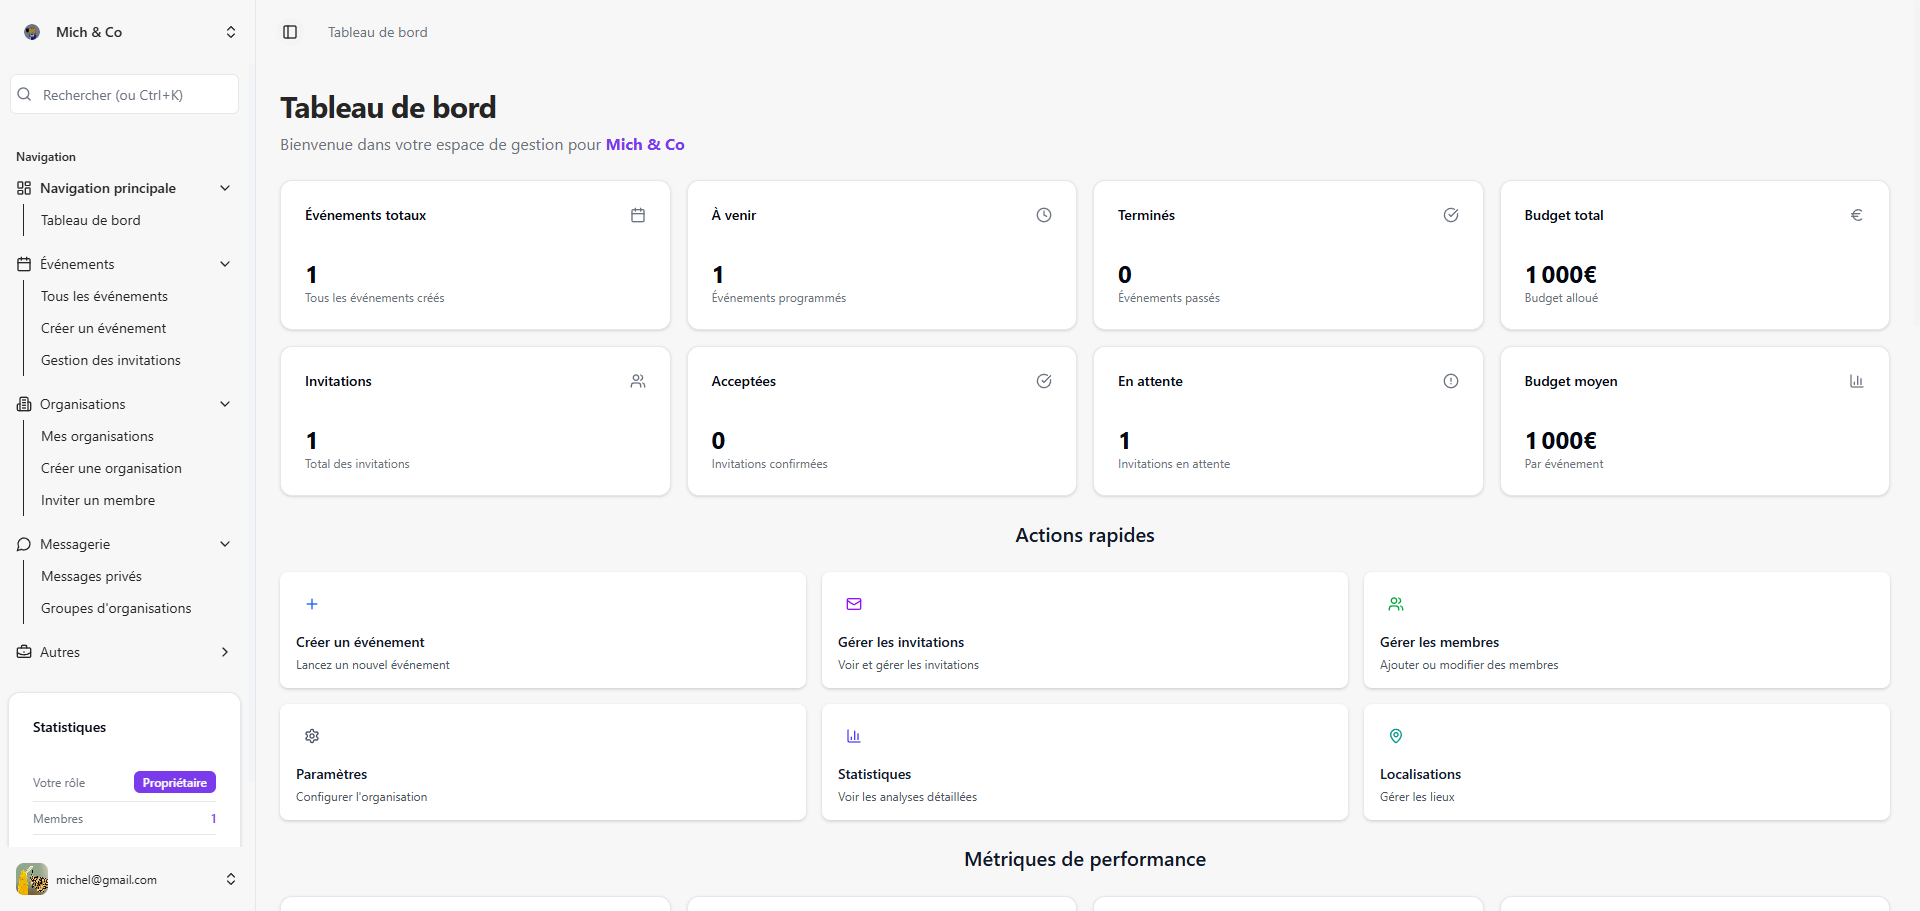 Mich & Co
Rechercher (ou Ctrl+K)
Navigation
Navigation principale
Tableau de bord
Événements
Tous les événements
Créer un événement
Gestion des invitations
Organisations
Mes organisations
Créer une organisation
Inviter un membre
Messagerie
Messages privés
Groupes d'organisations
Autres
Statistiques
Votre rôle Propriétaire
Membres 1
michel@gmail.com
Tableau de bord
Tableau de bord
Bienvenue dans votre espace de gestion pour Mich & Co
Événements totaux
1
Tous les événements créés
À venir
1
Événements programmés
Terminés
0
Événements passés
Budget total
€
1 000€
Budget alloué
Invitations
1
Total des invitations
Acceptées
0
Invitations confirmées
En attente
1
Invitations en attente
Budget moyen
1 000€
Par événement
Actions rapides
Créer un événement
Lancez un nouvel événement
Gérer les invitations
Voir et gérer les invitations
Gérer les membres
Ajouter ou modifier des membres
Paramètres
Configurer l'organisation
Statistiques
Voir les analyses détaillées
Localisations
Gérer les lieux
Métriques de performance